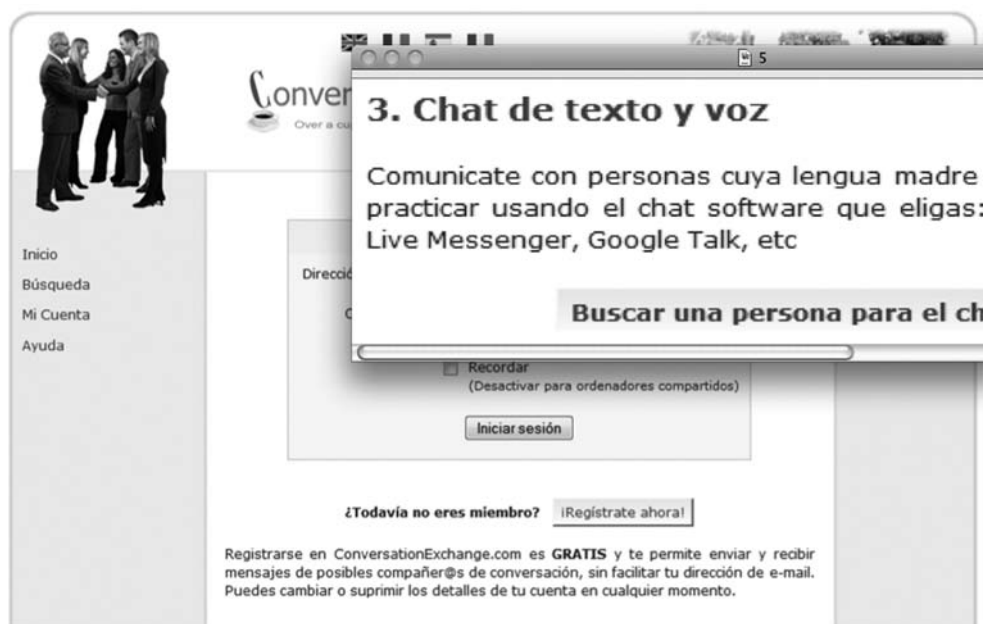 Conver
Over a cu
5
3. Chat de texto y voz
Comunicate con personas cuya lengua madre
practicar usando el chat software que eligas:
Live Messenger, Google Talk, etc
Buscar una persona para el ch
Inicio
Búsqueda
Mi Cuenta
Ayuda
Direcció
Recordar
(Desactivar para ordenadores compartidos)
Iniciar sesión
¿Todavía no eres miembro? ¡Regístrate ahora!
Registrarse en ConversationExchange.com es GRATIS y te permite enviar y recibir
mensajes de posibles compañer@s de conversación, sin facilitar tu dirección de e-mail.
Puedes cambiar o suprimir los detalles de tu cuenta en cualquier momento.